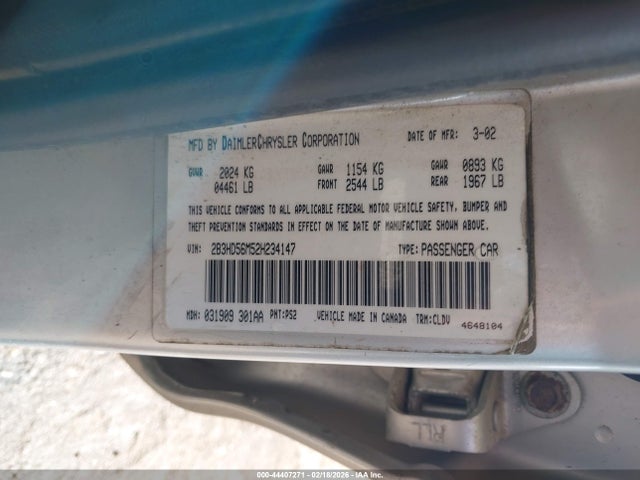 MFD BY DAIMLERCHRYSLER CORPORATION DATE OF MFR: 3-02
GVWR 2024 KG GAWR 1154 KG GAWR 0893 KG
04461 LB FRONT 2544 LB REAR 1967 LB
THIS VEHICLE CONFORMS TO ALL APPLICABLE FEDERAL MOTOR VEHICLE SAFETY, BUMPER AND
THEFT PREVENTION STANDARDS IN EFFECT ON THE DATE OF MANUFACTURE SHOWN ABOVE.
VIN: 2B3HD56M52H234147 TYPE: PASSENGER CAR
MDH: 031909 301AA PNT:PS2 VEHICLE MADE IN CANADA TRM:CLDV
4648104
RLL
000-44407271 - 02/18/2026 - IAAI.COM